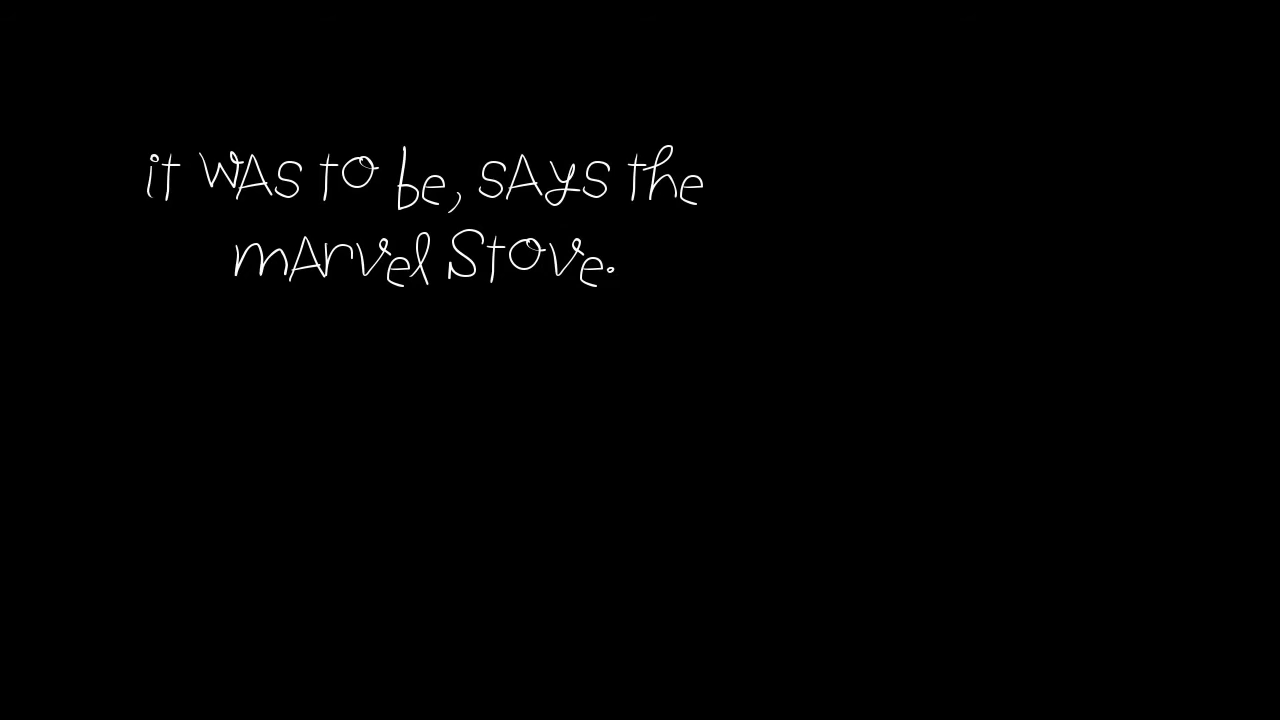 it was to be, says the
marvel stove.